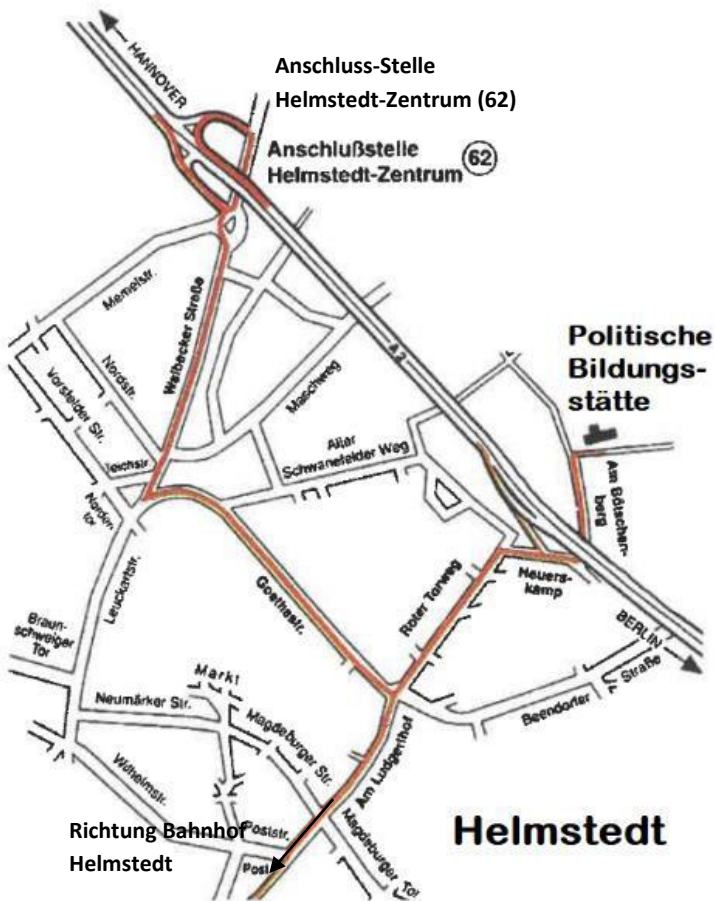 HANNOVER
Anschluss-Stelle
Helmstedt-Zentrum (62)
Anschlußstelle
Helmstedt-Zentrum
62
Memelstr.
Walbecker Straße
Nordstr.
Vorsfelder Str.
Maschweg
A 2
Politische
Bildungs-
stätte
Alter
Schwanefelder Weg
Teichstr.
Am Bötschen-
berg
Leuckartstr.
Goethestr.
Roter Torweg
Heuers-
kamp
Braun-
schweiger
Tor
BERLIN
Markt
Straße
Beendorfer
Neumärker Str.
Magdeburger Str.
Am Ludgerihof
Wilhelmstr.
Magdeburger Tor
Helmstedt
Richtung Bahnhof
Helmstedt
Poststr.
Post